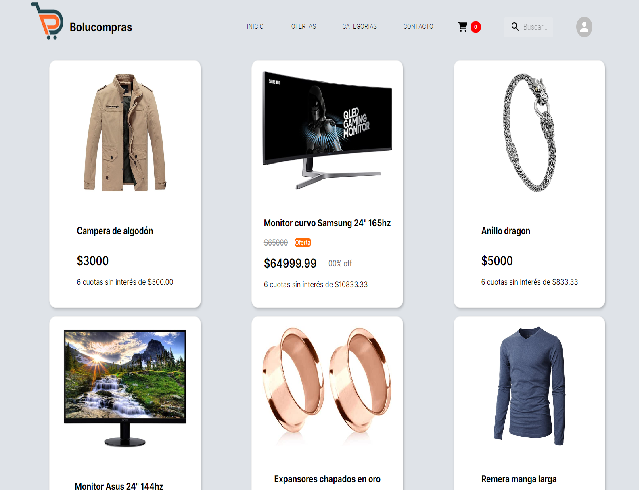 Bolucompras
INICIO
OFERTAS
CATEGORIAS
CONTACTO
0
Buscar...
SAMSUNG
QLED
GAMING
MONITOR
Campera de algodón
$3000
6 cuotas sin interés de $500.00
Monitor curvo Samsung 24" 165hz
Oferta
$64999.99
00% off
6 cuotas sin interés de $10833.33
Anillo dragon
$5000
6 cuotas sin interés de $833.33
Monitor Asus 24" 144hz
Expansores chapados en oro
Remera manga larga